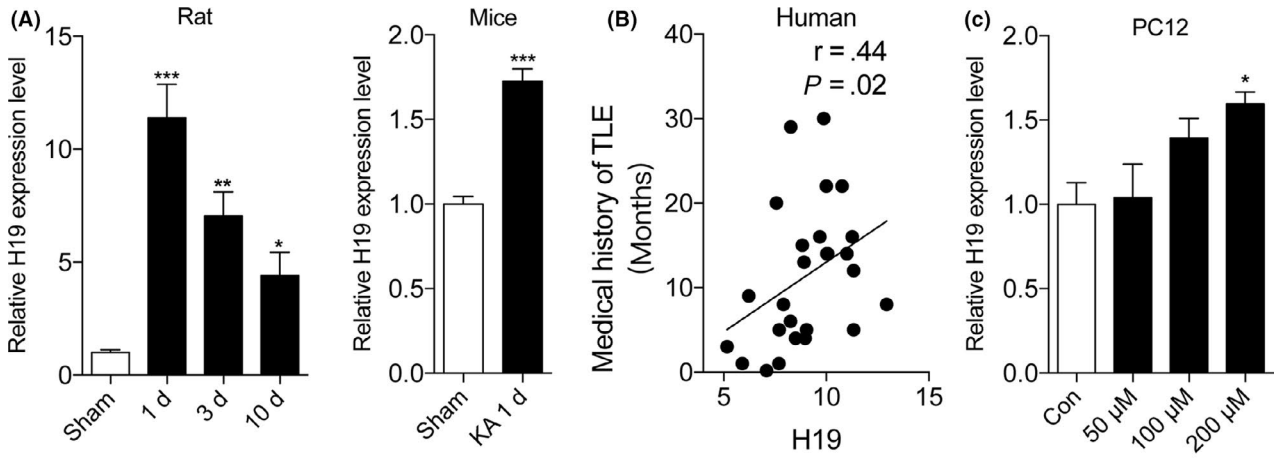 (A)
Rat
Relative H19 expression level
15
10
5
0
***
**
*
Sham
1 d
3 d
10 d
Mice
Relative H19 expression level
2.0
1.5
1.0
0.5
0.0
***
Sham
KA 1 d
(B)
Human
r = .44
P = .02
Medical history of TLE
(Months)
40
30
20
10
0
5
10
15
H19
(c)
PC12
Relative H19 expression level
2.0
1.5
1.0
0.5
0.0
*
Con
50 μM
100 μM
200 μM